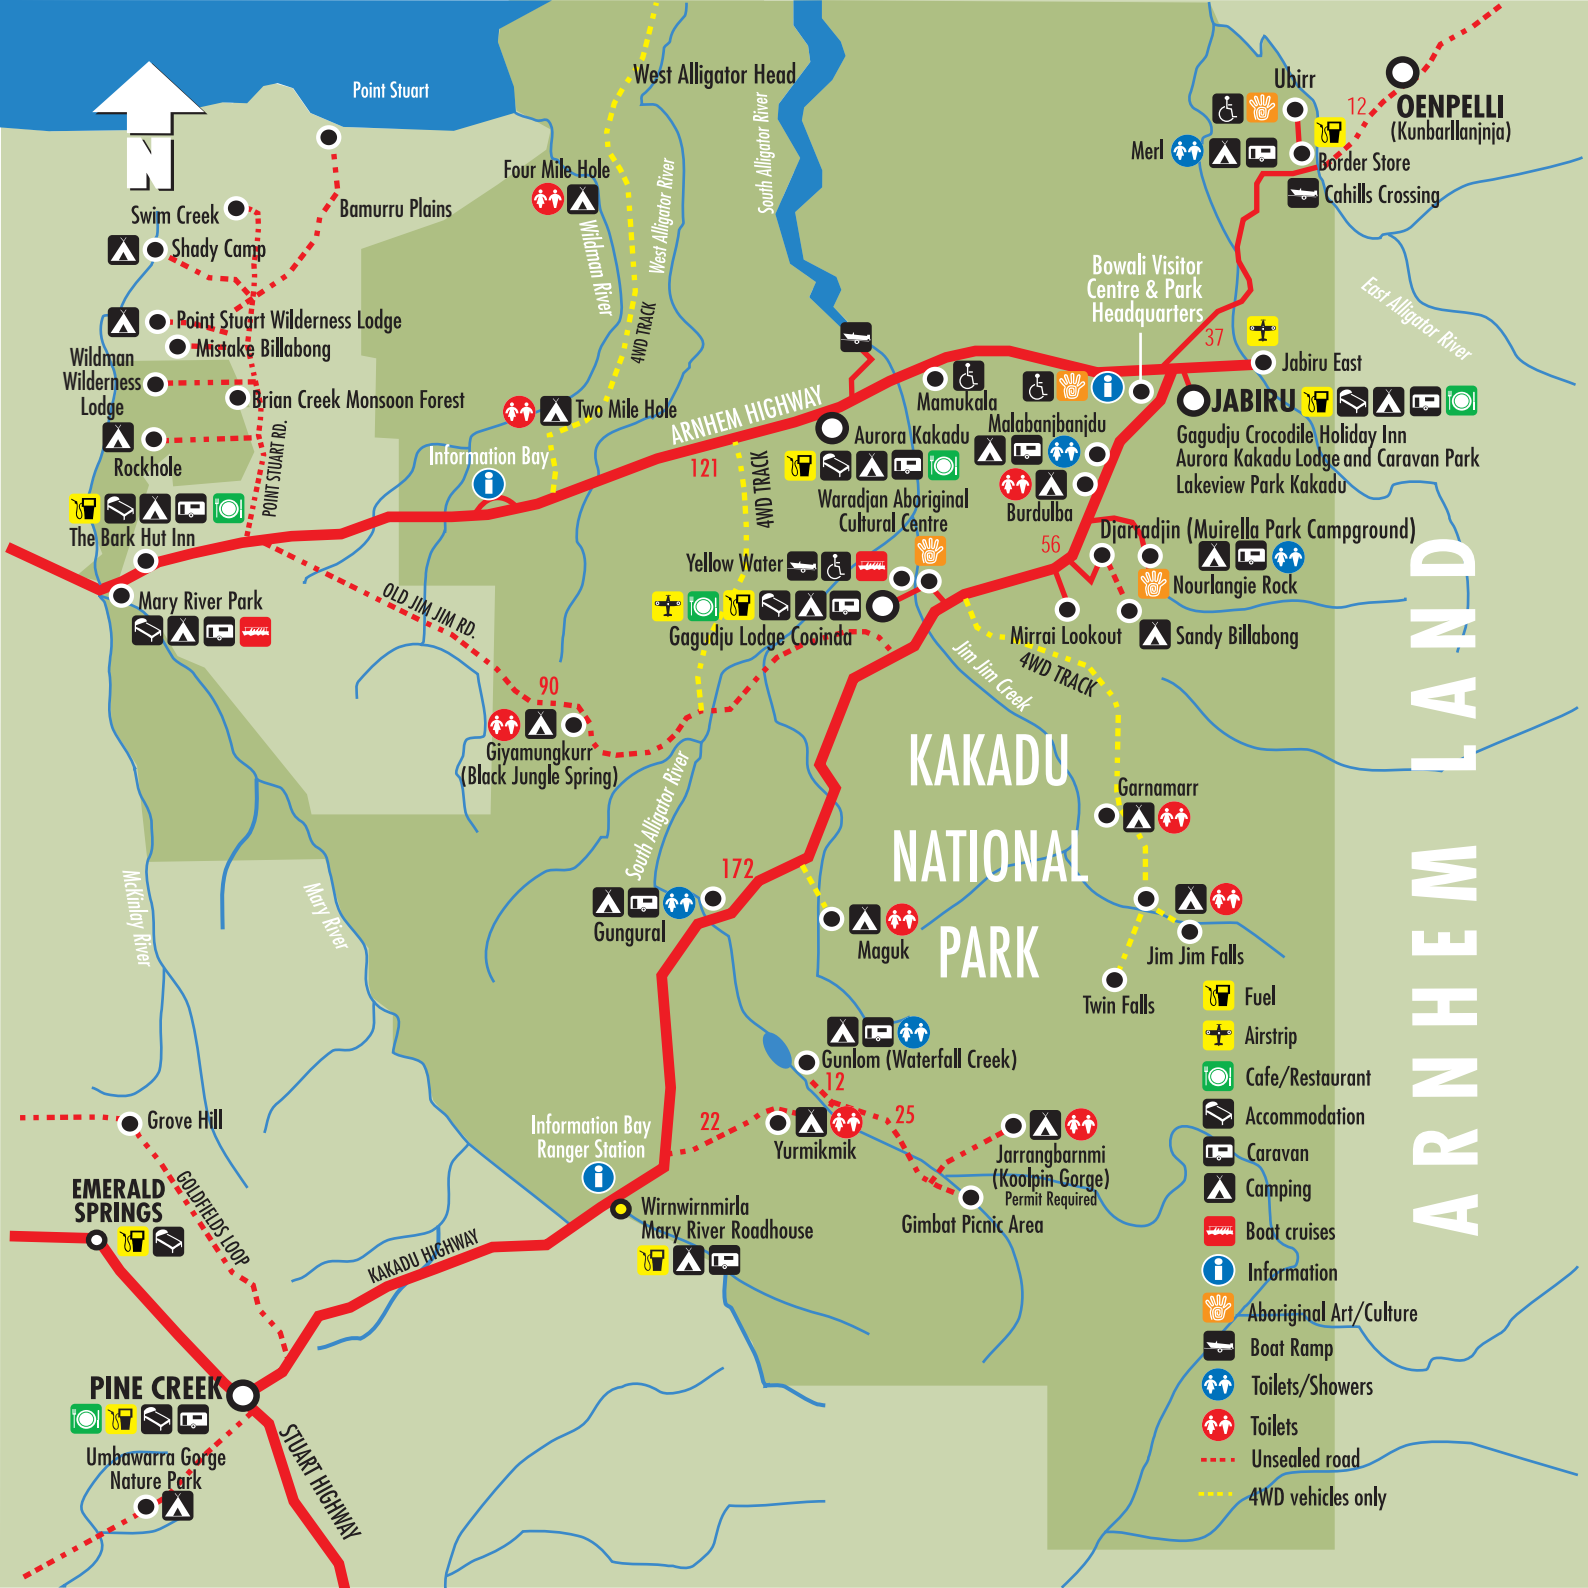 Point Stuart
West Alligator Head
South Alligator River
Ubirr
12
OENPELLI
(Kunbarllanjnja)
Merl
Border Store
Cahills Crossing
N
Bamurru Plains
Swim Creek
Shady Camp
Four Mile Hole
Wildman River
West Alligator River
4WD TRACK
Bowali Visitor
Centre & Park
Headquarters
East Alligator River
37
Jabiru East
Point Stuart Wilderness Lodge
Mistake Billabong
Wildman
Wilderness
Lodge
Brian Creek Monsoon Forest
Rockhole
POINT STUART RD.
Two Mile Hole
Information Bay
ARNHEM HIGHWAY
121
4WD TRACK
Mamukala
Malabanjbanjdu
Burdulba
JABIRU
Gagudju Crocodile Holiday Inn
Aurora Kakadu Lodge and Caravan Park
Lakeview Park Kakadu
Aurora Kakadu
Waradjan Aboriginal
Cultural Centre
The Bark Hut Inn
Mary River Park
OLD JIM JIM RD.
90
Yellow Water
Gagudju Lodge Cooinda
56
Djarradjin (Muirella Park Campground)
Nourlangie Rock
Mirrai Lookout
Sandy Billabong
Jim Jim Creek
4WD TRACK
Giyamungkurr
(Black Jungle Spring)
South Alligator River
KAKADU
NATIONAL
PARK
ARNHEM LAND
Garnamarr
172
Gungural
Maguk
Jim Jim Falls
Twin Falls
McKinlay River
Mary River
Gunlom (Waterfall Creek)
12
22
25
Yurmikmik
Jarrangbarnmi
(Koolpin Gorge)
Permit Required
Gimbat Picnic Area
Information Bay
Ranger Station
Wirnwirnmirla
Mary River Roadhouse
Grove Hill
GOLDFIELDS LOOP
EMERALD
SPRINGS
KAKADU HIGHWAY
PINE CREEK
STUART HIGHWAY
Umbawarra Gorge
Nature Park
Fuel
Airstrip
Cafe/Restaurant
Accommodation
Caravan
Camping
Boat cruises
Information
Aboriginal Art/Culture
Boat Ramp
Toilets/Showers
Toilets
Unsealed road
4WD vehicles only